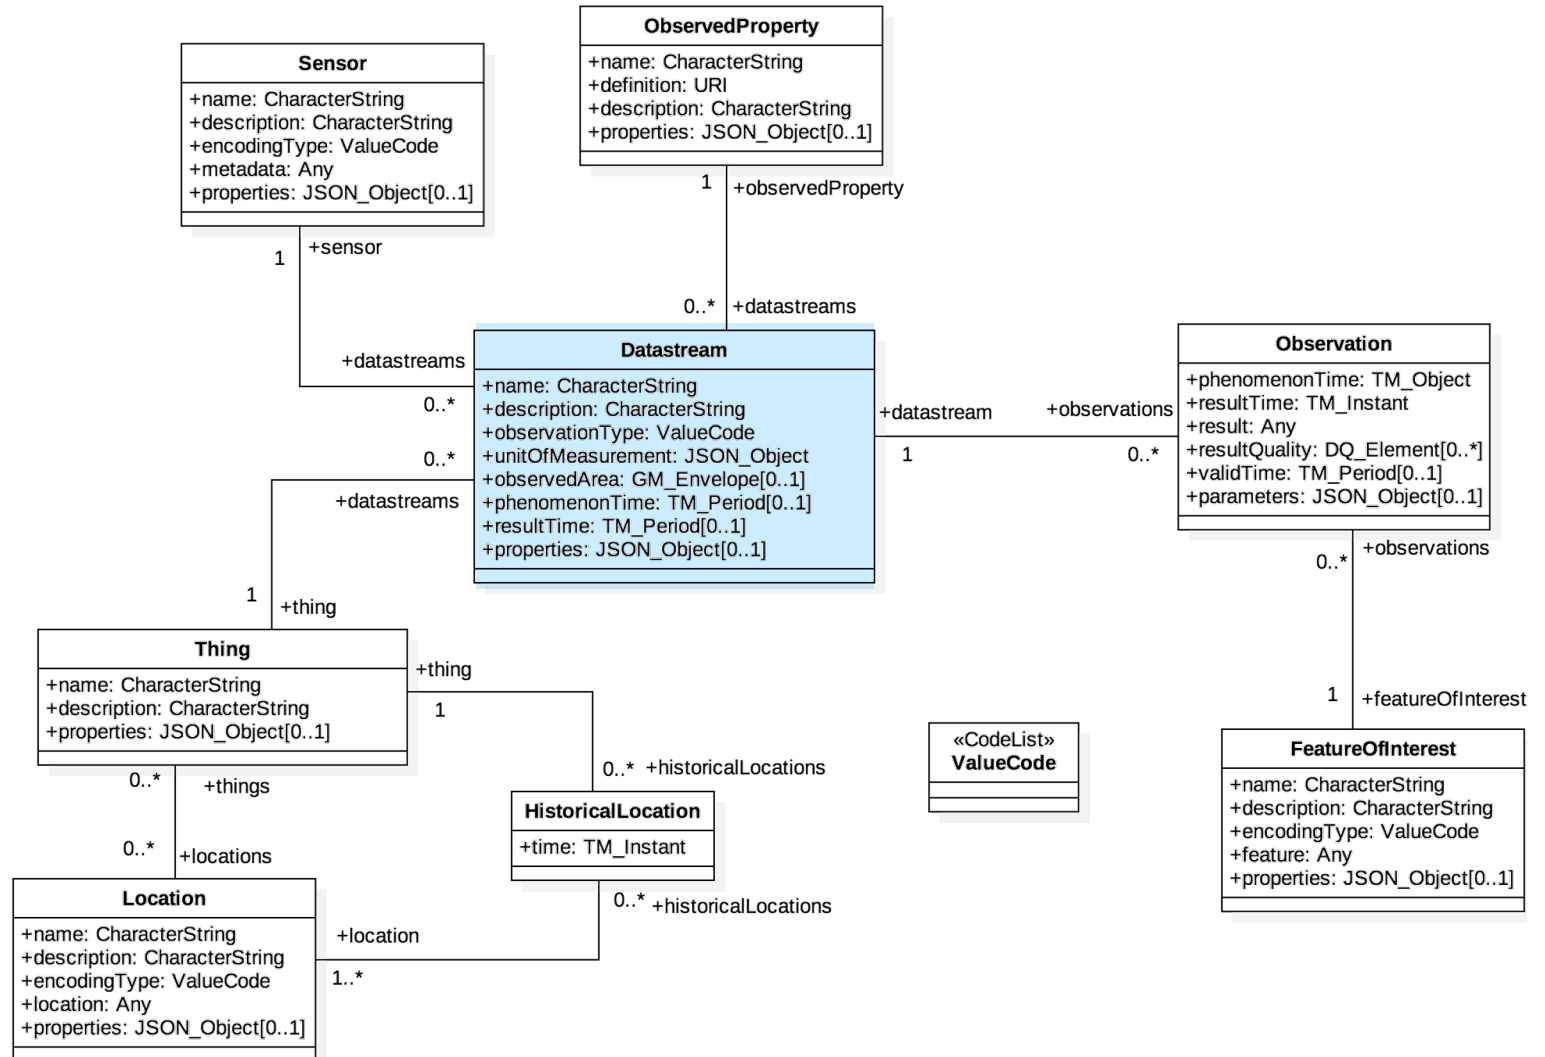 ObservedProperty
+name: CharacterString
+definition: URI
+description: CharacterString
+properties: JSON_Object[0..1]
Sensor
+name: CharacterString
+description: CharacterString
+encodingType: ValueCode
+metadata: Any
+properties: JSON_Object[0..1]
1
+observedProperty
1
+sensor
0..*
+datastreams
+datastreams
0..*
Datastream
+name: CharacterString
+description: CharacterString
+observationType: ValueCode
+unitOfMeasurement: JSON_Object
+observedArea: GM_Envelope[0..1]
+phenomenonTime: TM_Period[0..1]
+resultTime: TM_Period[0..1]
+properties: JSON_Object[0..1]
+datastream
1
+observations
0..*
Observation
+phenomenonTime: TM_Object
+resultTime: TM_Instant
+result: Any
+resultQuality: DQ_Element[0..*]
+validTime: TM_Period[0..1]
+parameters: JSON_Object[0..1]
0..*
+datastreams
1
+thing
0..*
+observations
1
+featureOfInterest
Thing
+name: CharacterString
+description: CharacterString
+properties: JSON_Object[0..1]
+thing
1
0..*
+historicalLocations
0..*
+things
0..*
+locations
HistoricalLocation
+time: TM_Instant
0..*
+historicalLocations
«CodeList»
ValueCode
FeatureOfInterest
+name: CharacterString
+description: CharacterString
+encodingType: ValueCode
+feature: Any
+properties: JSON_Object[0..1]
Location
+name: CharacterString
+description: CharacterString
+encodingType: ValueCode
+location: Any
+properties: JSON_Object[0..1]
+location
1..*